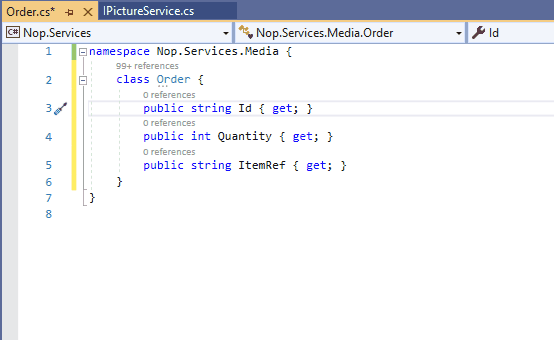 Order.cs* IPictureService.cs
C# Nop.Services Nop.Services.Media.Order Id
1 namespace Nop.Services.Media {
99+ references
2 class Order {
0 references
3 public string Id { get; }
0 references
4 public int Quantity { get; }
0 references
5 public string ItemRef { get; }
6 }
7 }
8